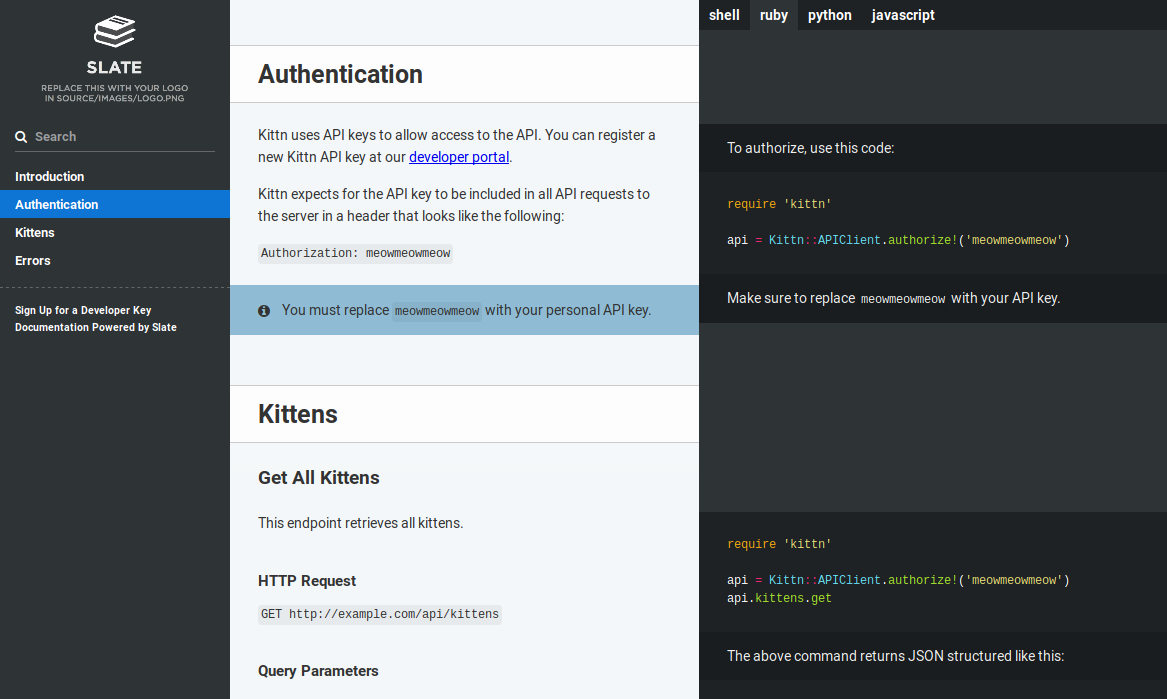 SLATE
REPLACE THIS WITH YOUR LOGO
IN SOURCE/IMAGES/LOGO.PNG
Search
Introduction
Authentication
Kittens
Errors
Sign Up for a Developer Key
Documentation Powered by Slate
Authentication
Kittn uses API keys to allow access to the API. You can register a
new Kittn API key at our developer portal.
Kittn expects for the API key to be included in all API requests to
the server in a header that looks like the following:
Authorization: meowmeowmeow
You must replace meowmeowmeow with your personal API key.
Kittens
Get All Kittens
This endpoint retrieves all kittens.
HTTP Request
GET http://example.com/api/kittens
Query Parameters
shell ruby python javascript
To authorize, use this code:
require 'kittn'
api = Kittn::APIClient.authorize!('meowmeowmeow')
Make sure to replace meowmeowmeow with your API key.
require 'kittn'
api = Kittn::APIClient.authorize!('meowmeowmeow')
api.kittens.get
The above command returns JSON structured like this: